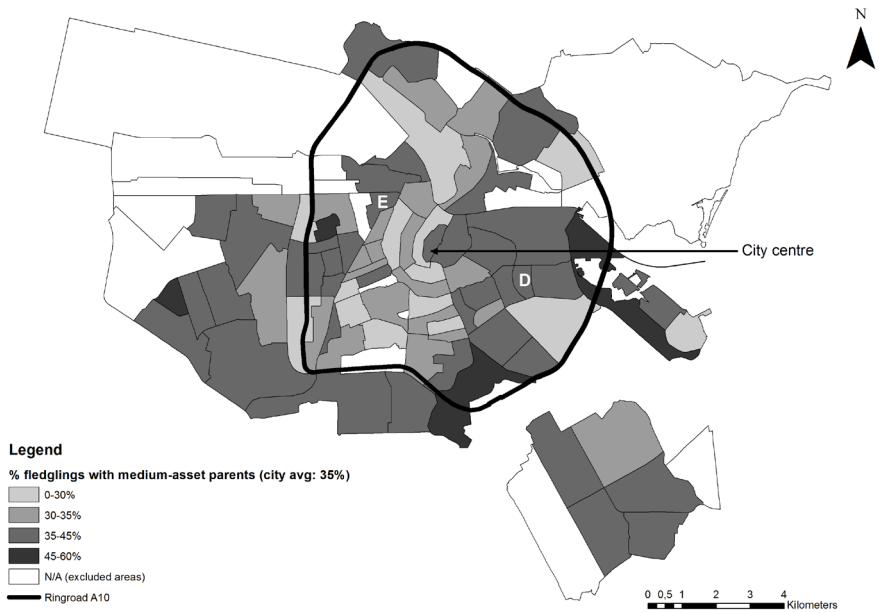 N
E
City centre
D
Legend
% fledglings with medium-asset parents (city avg: 35%)
0-30%
30-35%
35-45%
45-60%
N/A (excluded areas)
Ringroad A10
0 0,5 1 2 3 4
Kilometers